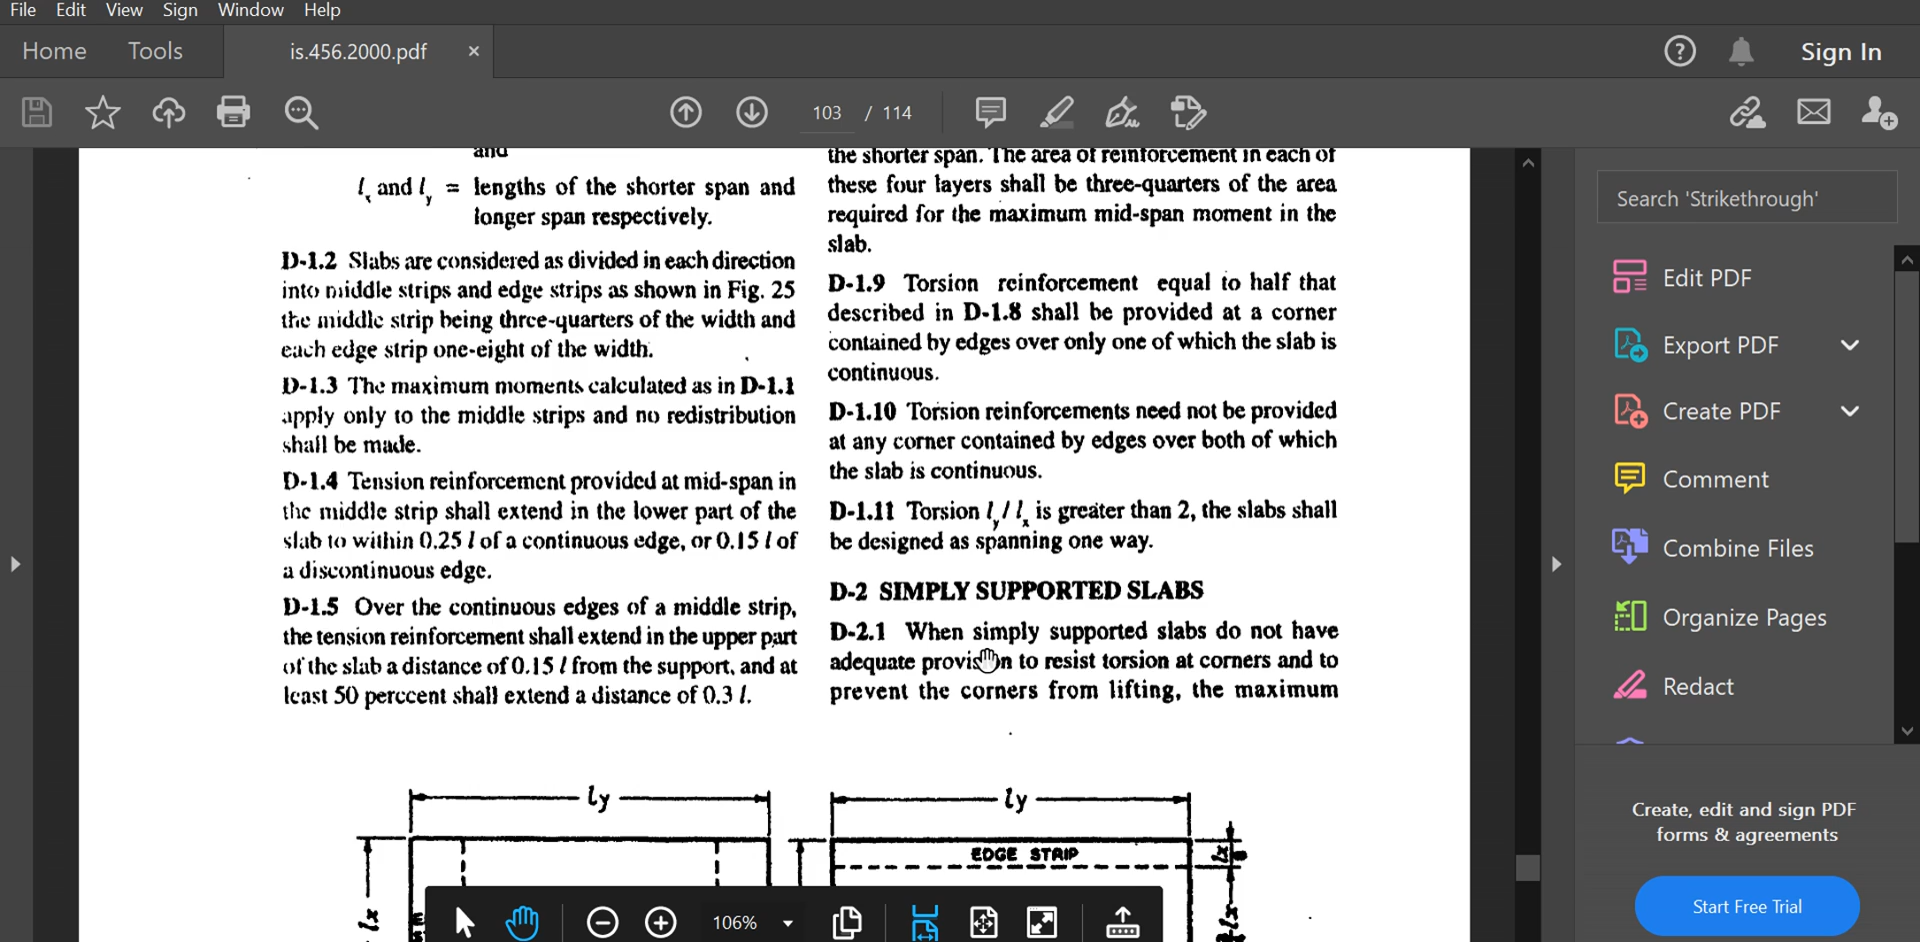 File Edit View Sign Window Help
Home Tools is.456.2000.pdf × Sign In
103 / 114
and
lx and ly = lengths of the shorter span and
longer span respectively.
D-1.2 Slabs are considered as divided in each direction
into middle strips and edge strips as shown in Fig. 25
the middle strip being three-quarters of the width and
each edge strip one-eight of the width.
D-1.3 The maximum moments calculated as in D-1.1
apply only to the middle strips and no redistribution
shall be made.
D-1.4 Tension reinforcement provided at mid-span in
the middle strip shall extend in the lower part of the
slab to within 0.25 l of a continuous edge, or 0.15 l of
a discontinuous edge.
D-1.5 Over the continuous edges of a middle strip,
the tension reinforcement shall extend in the upper part
of the slab a distance of 0.15 l from the support, and at
least 50 perccent shall extend a distance of 0.3 l.
the shorter span. The area of reinforcement in each of
these four layers shall be three-quarters of the area
required for the maximum mid-span moment in the
slab.
D-1.9 Torsion reinforcement equal to half that
described in D-1.8 shall be provided at a corner
contained by edges over only one of which the slab is
continuous.
D-1.10 Torsion reinforcements need not be provided
at any corner contained by edges over both of which
the slab is continuous.
D-1.11 Torsion ly / lx is greater than 2, the slabs shall
be designed as spanning one way.
D-2 SIMPLY SUPPORTED SLABS
D-2.1 When simply supported slabs do not have
adequate provision to resist torsion at corners and to
prevent the corners from lifting, the maximum
ly
ly
EDGE STRIP
lx
lx
8
106%
Search 'Strikethrough'
Edit PDF
Export PDF
Create PDF
Comment
Combine Files
Organize Pages
Redact
Create, edit and sign PDF
forms & agreements
Start Free Trial